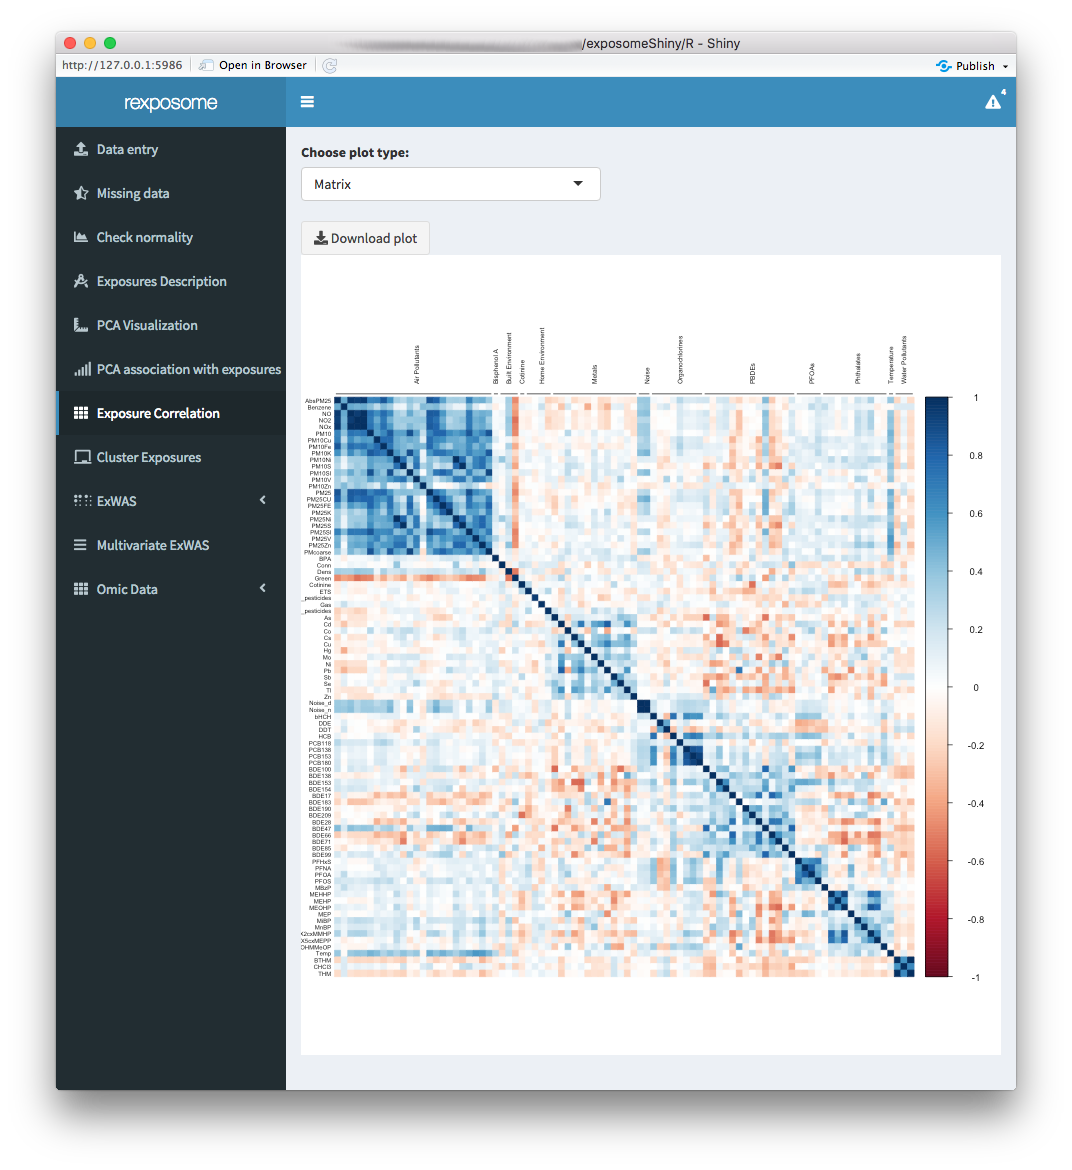 /exposomeShiny/R - Shiny
http://127.0.0.1:5986 Open in Browser Publish
rexposome 4
Data entry
Missing data
Check normality
Exposures Description
PCA Visualization
PCA association with exposures
Exposure Correlation
Cluster Exposures
ExWAS
Multivariate ExWAS
Omic Data
Choose plot type:
Matrix
Download plot
Air Pollutants
Bisphenol A
Built Environment
Cotinine
Home Environment
Metals
Noise
Organochlorines
PBDEs
PFOAs
Phthalates
Temperature
Water Pollutants
AbsPM25
Benzene
NO
NO2
NOx
PM10
PM10Cu
PM10Fe
PM10K
PM10Ni
PM10S
PM10SI
PM10V
PM10Zn
PM25
PM25CU
PM25FE
PM25K
PM25Ni
PM25S
PM25Sl
PM25V
PM25Zn
PMcoarse
BPA
Conn
Dens
Green
Cotinine
ETS
_pesticides
Gas
_pesticides
As
Cd
Co
Cs
Cu
Hg
Mo
Ni
Pb
Sb
Se
Tl
Zn
Noise_d
Noise_n
bHCH
DDE
DDT
HCB
PCB118
PCB138
PCB153
PCB180
BDE100
BDE138
BDE153
BDE154
BDE17
BDE183
BDE190
BDE209
BDE28
BDE47
BDE66
BDE71
BDE85
BDE99
PFHxS
PFNA
PFOA
PFOS
MBzP
MEHHP
MEHP
MEOHP
MEP
MiBP
MnBP
X2cxMMHP
X5cxMEPP
OHMMeOP
Temp
BTHM
CHCl3
THM
1
0.8
0.6
0.4
0.2
0
-0.2
-0.4
-0.6
-0.8
-1